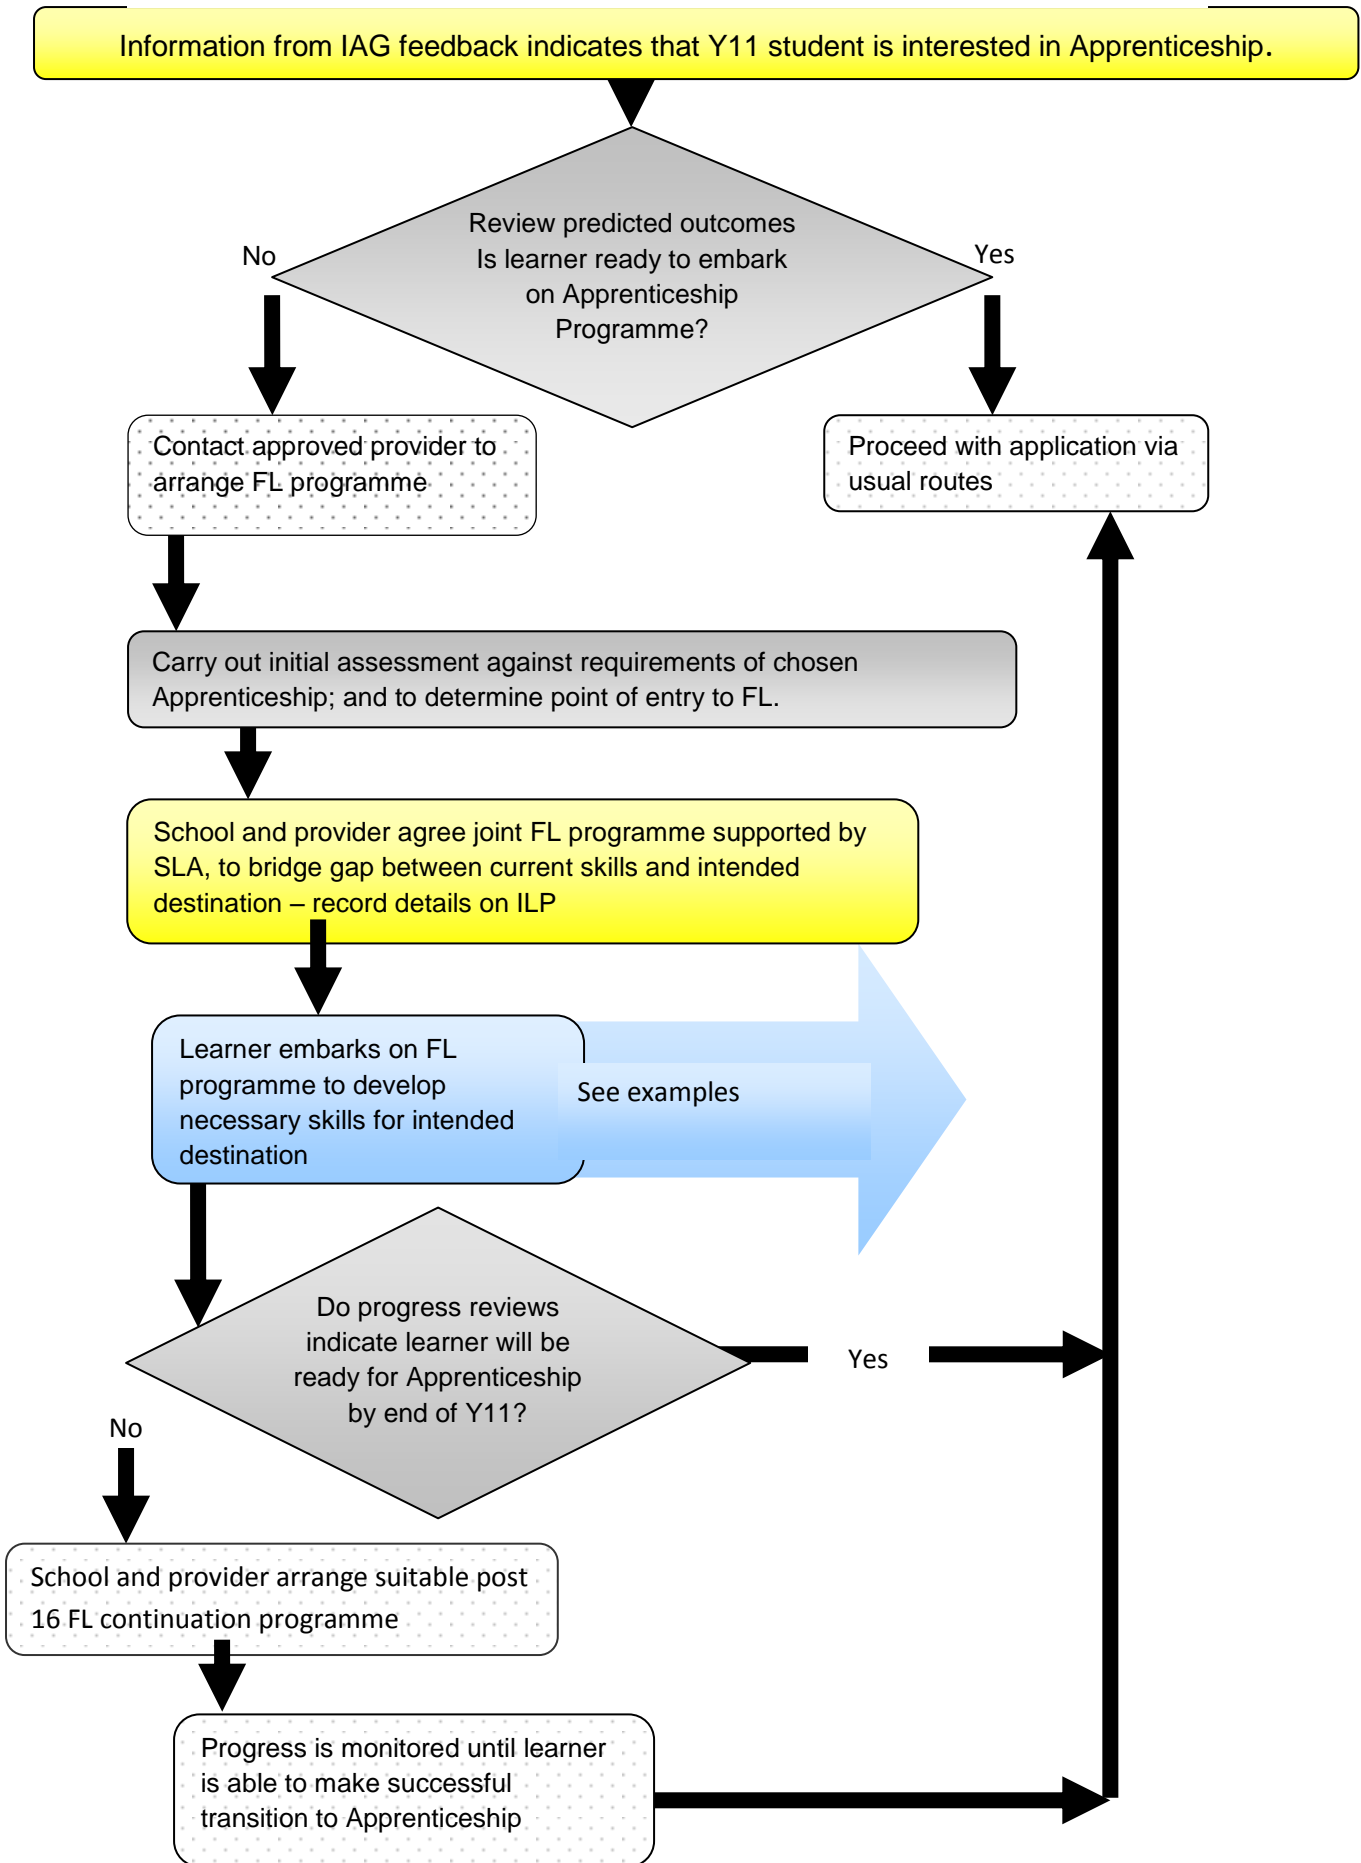 Information from IAG feedback indicates that Y11 student is interested in Apprenticeship.
Review predicted outcomes
Is learner ready to embark
on Apprenticeship
Programme?
No
Yes
Contact approved provider to
arrange FL programme
Proceed with application via
usual routes
Carry out initial assessment against requirements of chosen
Apprenticeship; and to determine point of entry to FL.
School and provider agree joint FL programme supported by
SLA, to bridge gap between current skills and intended
destination – record details on ILP
Learner embarks on FL
programme to develop
necessary skills for intended
destination
See examples
Do progress reviews
indicate learner will be
ready for Apprenticeship
by end of Y11?
Yes
No
School and provider arrange suitable post
16 FL continuation programme
Progress is monitored until learner
is able to make successful
transition to Apprenticeship